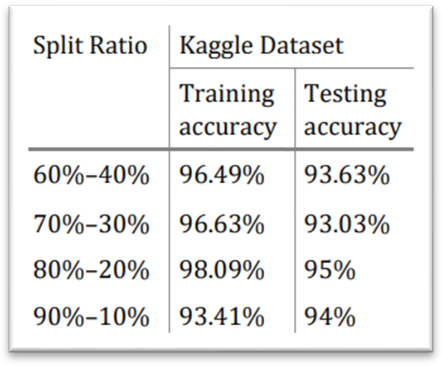 Split Ratio Kaggle Dataset
Training accuracy Testing accuracy
60%–40% 96.49% 93.63%
70%–30% 96.63% 93.03%
80%–20% 98.09% 95%
90%–10% 93.41% 94%